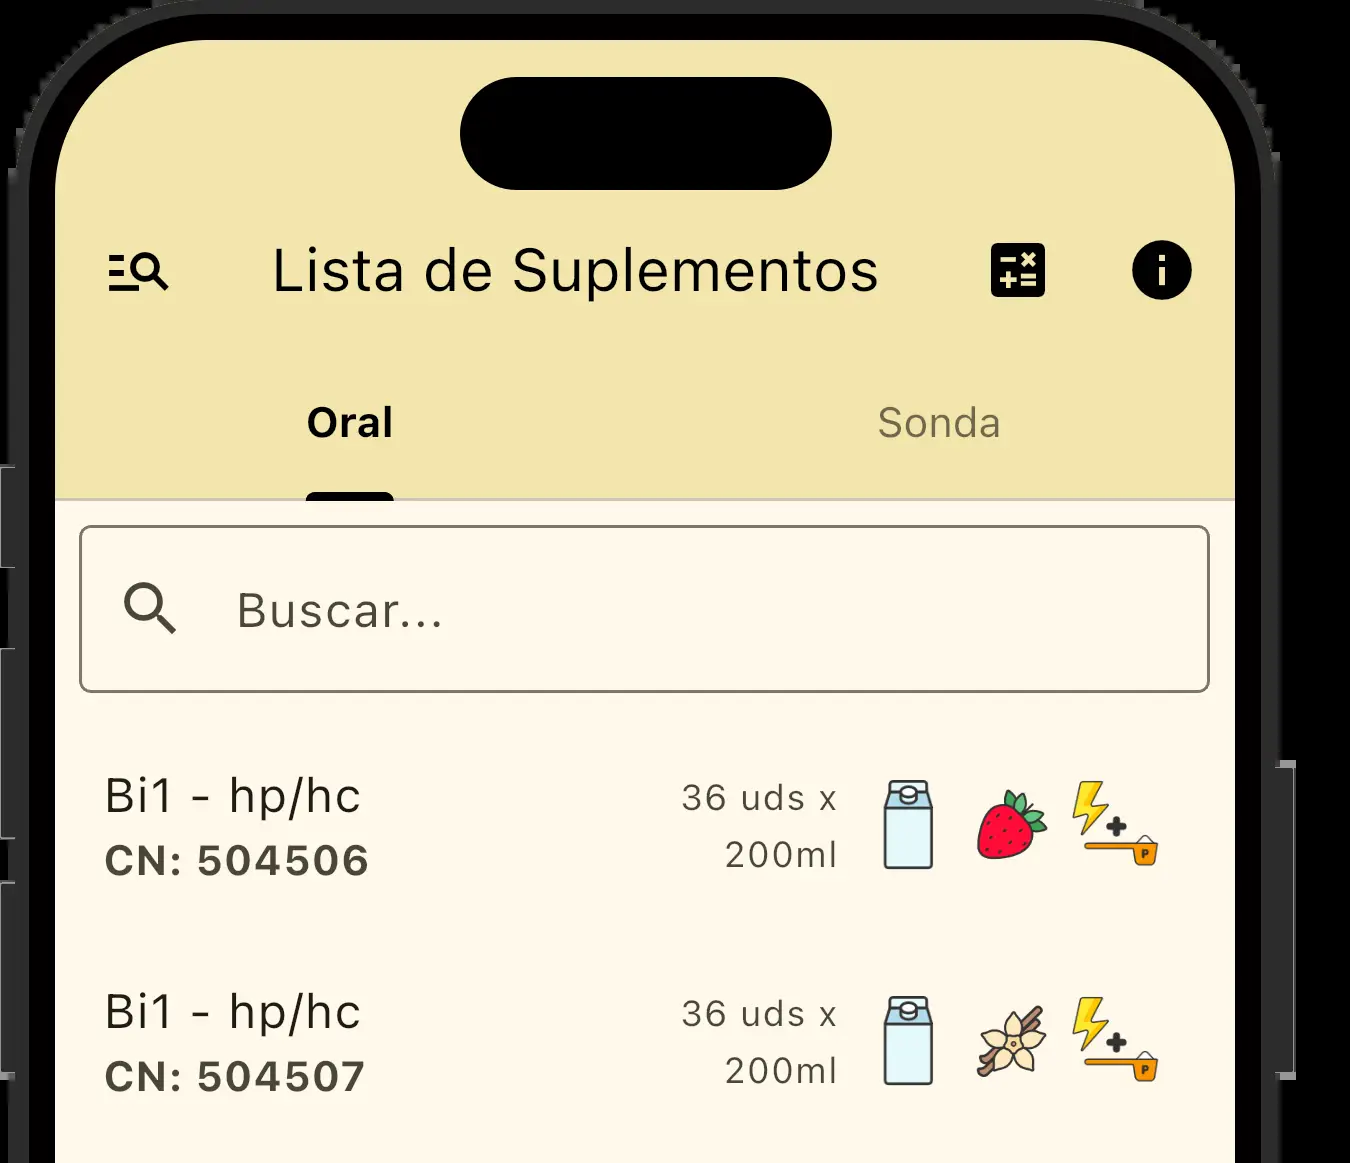 Lista de Suplementos
Oral
Sonda
Buscar...
Bi1 - hp/hc
CN: 504506
36 uds x
200ml
P
Bi1 - hp/hc
CN: 504507
36 uds x
200ml
P